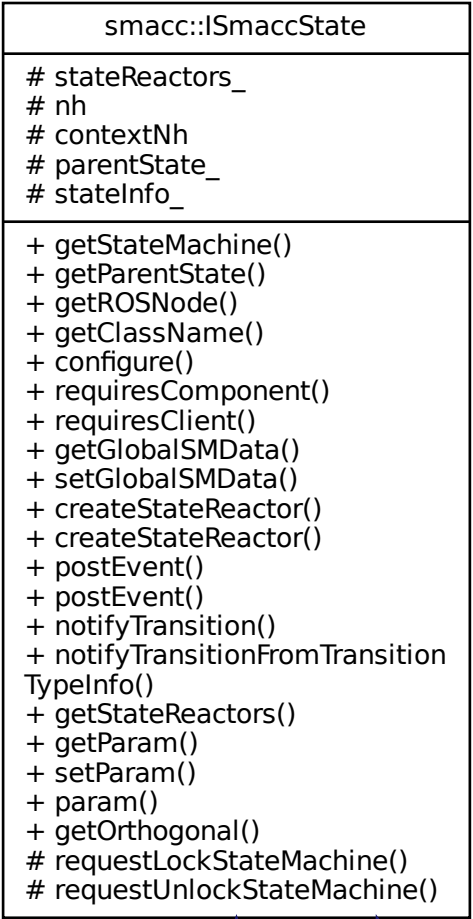 smacc::ISmaccState
# stateReactors_
# nh
# contextNh
# parentState_
# stateInfo_
+ getStateMachine()
+ getParentState()
+ getROSNode()
+ getClassName()
+ configure()
+ requiresComponent()
+ requiresClient()
+ getGlobalSMData()
+ setGlobalSMData()
+ createStateReactor()
+ createStateReactor()
+ postEvent()
+ postEvent()
+ notifyTransition()
+ notifyTransitionFromTransition
TypeInfo()
+ getStateReactors()
+ getParam()
+ setParam()
+ param()
+ getOrthogonal()
# requestLockStateMachine()
# requestUnlockStateMachine()